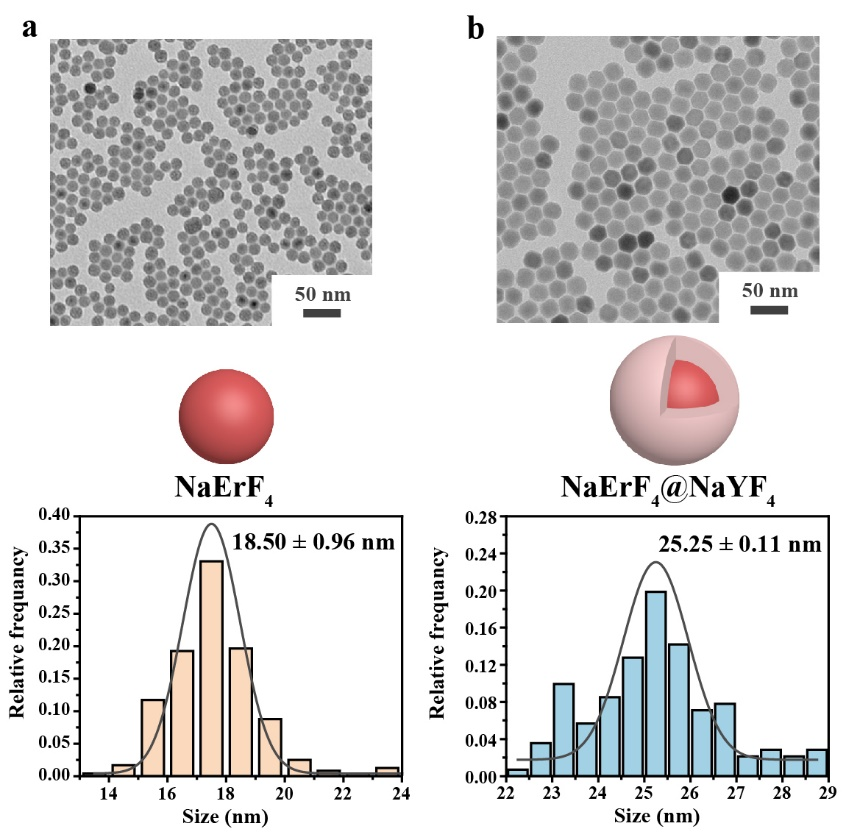 a
b
50 nm
50 nm
NaErF4
NaErF4@NaYF4
18.50 ± 0.96 nm
Relative frequancy
0.40
0.35
0.30
0.25
0.20
0.15
0.10
0.05
0.00
14 16 18 20 22 24
Size (nm)
25.25 ± 0.11 nm
Relative frequancy
0.28
0.24
0.20
0.16
0.12
0.08
0.04
0.00
22 23 24 25 26 27 28 29
Size (nm)